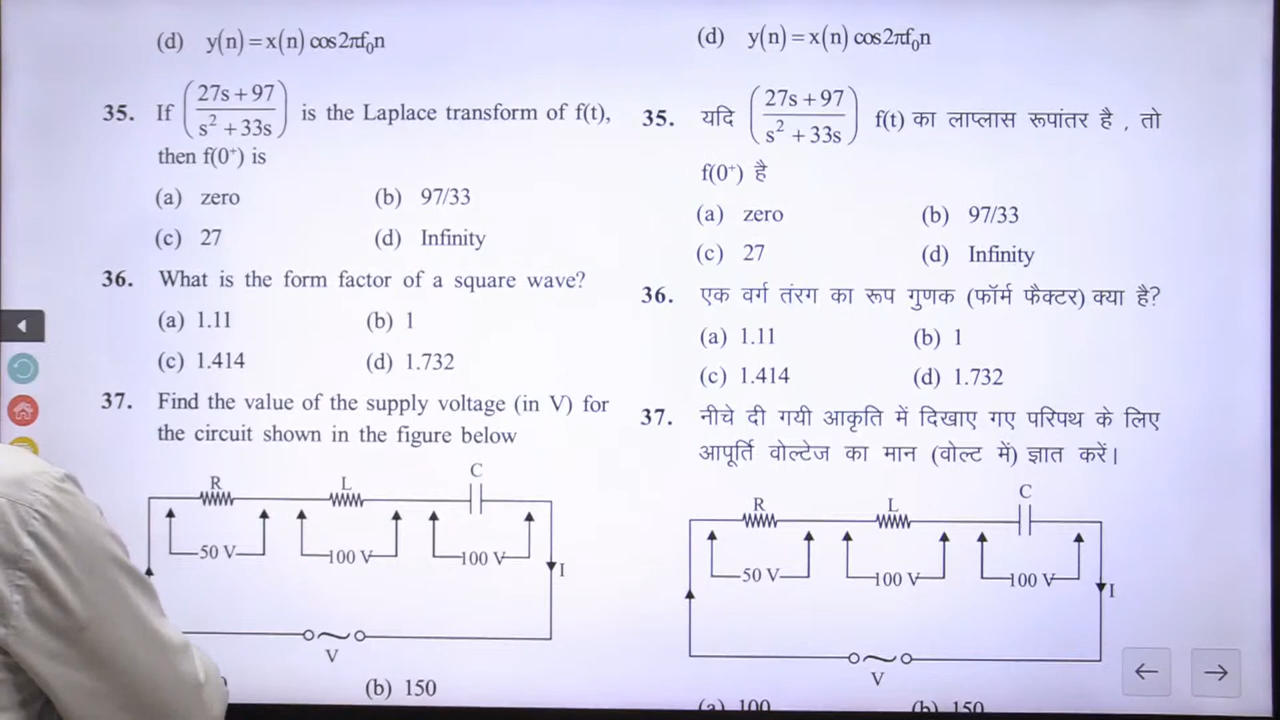 (d) y(n)=x(n) cos2πf₀n
35. If ((27s+97)/(s²+33s)) is the Laplace transform of f(t),
then f(0⁺) is
(a) zero (b) 97/33
(c) 27 (d) Infinity
36. What is the form factor of a square wave?
(a) 1.11 (b) 1
(c) 1.414 (d) 1.732
37. Find the value of the supply voltage (in V) for
the circuit shown in the figure below
R L C
50 V 100 V 100 V
I
V
(b) 150
(d) y(n)=x(n) cos2πf₀n
35. यदि ((27s+97)/(s²+33s)) f(t) का लाप्लास रूपांतर है , तो
f(0⁺) है
(a) zero (b) 97/33
(c) 27 (d) Infinity
36. एक वर्ग तंरग का रूप गुणक (फॉर्म फैक्टर) क्या है?
(a) 1.11 (b) 1
(c) 1.414 (d) 1.732
37. नीचे दी गयी आकृति में दिखाए गए परिपथ के लिए
आपूर्ति वोल्टेज का मान (वोल्ट में) ज्ञात करें।
R L C
50 V 100 V 100 V
I
V
(a) 100 (b) 150